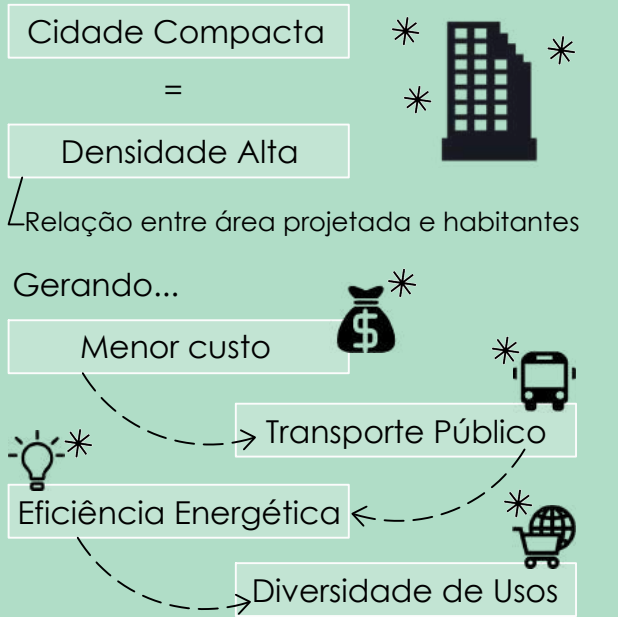 Cidade Compacta
=
Densidade Alta
Relação entre área projetada e habitantes
Gerando...
Menor custo
$
Transporte Público
Eficiência Energética
Diversidade de Usos